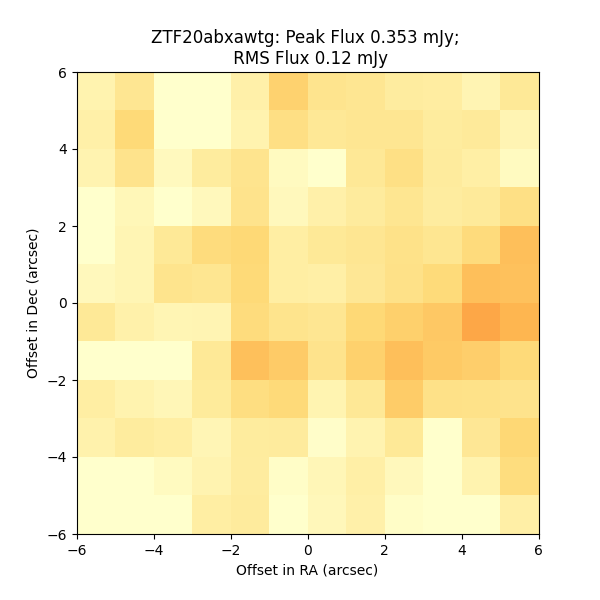 ZTF20abxawtg: Peak Flux 0.353 mJy;
RMS Flux 0.12 mJy
6
4
2
0
−2
−4
−6
Offset in Dec (arcsec)
−6 −4 −2 0 2 4 6
Offset in RA (arcsec)